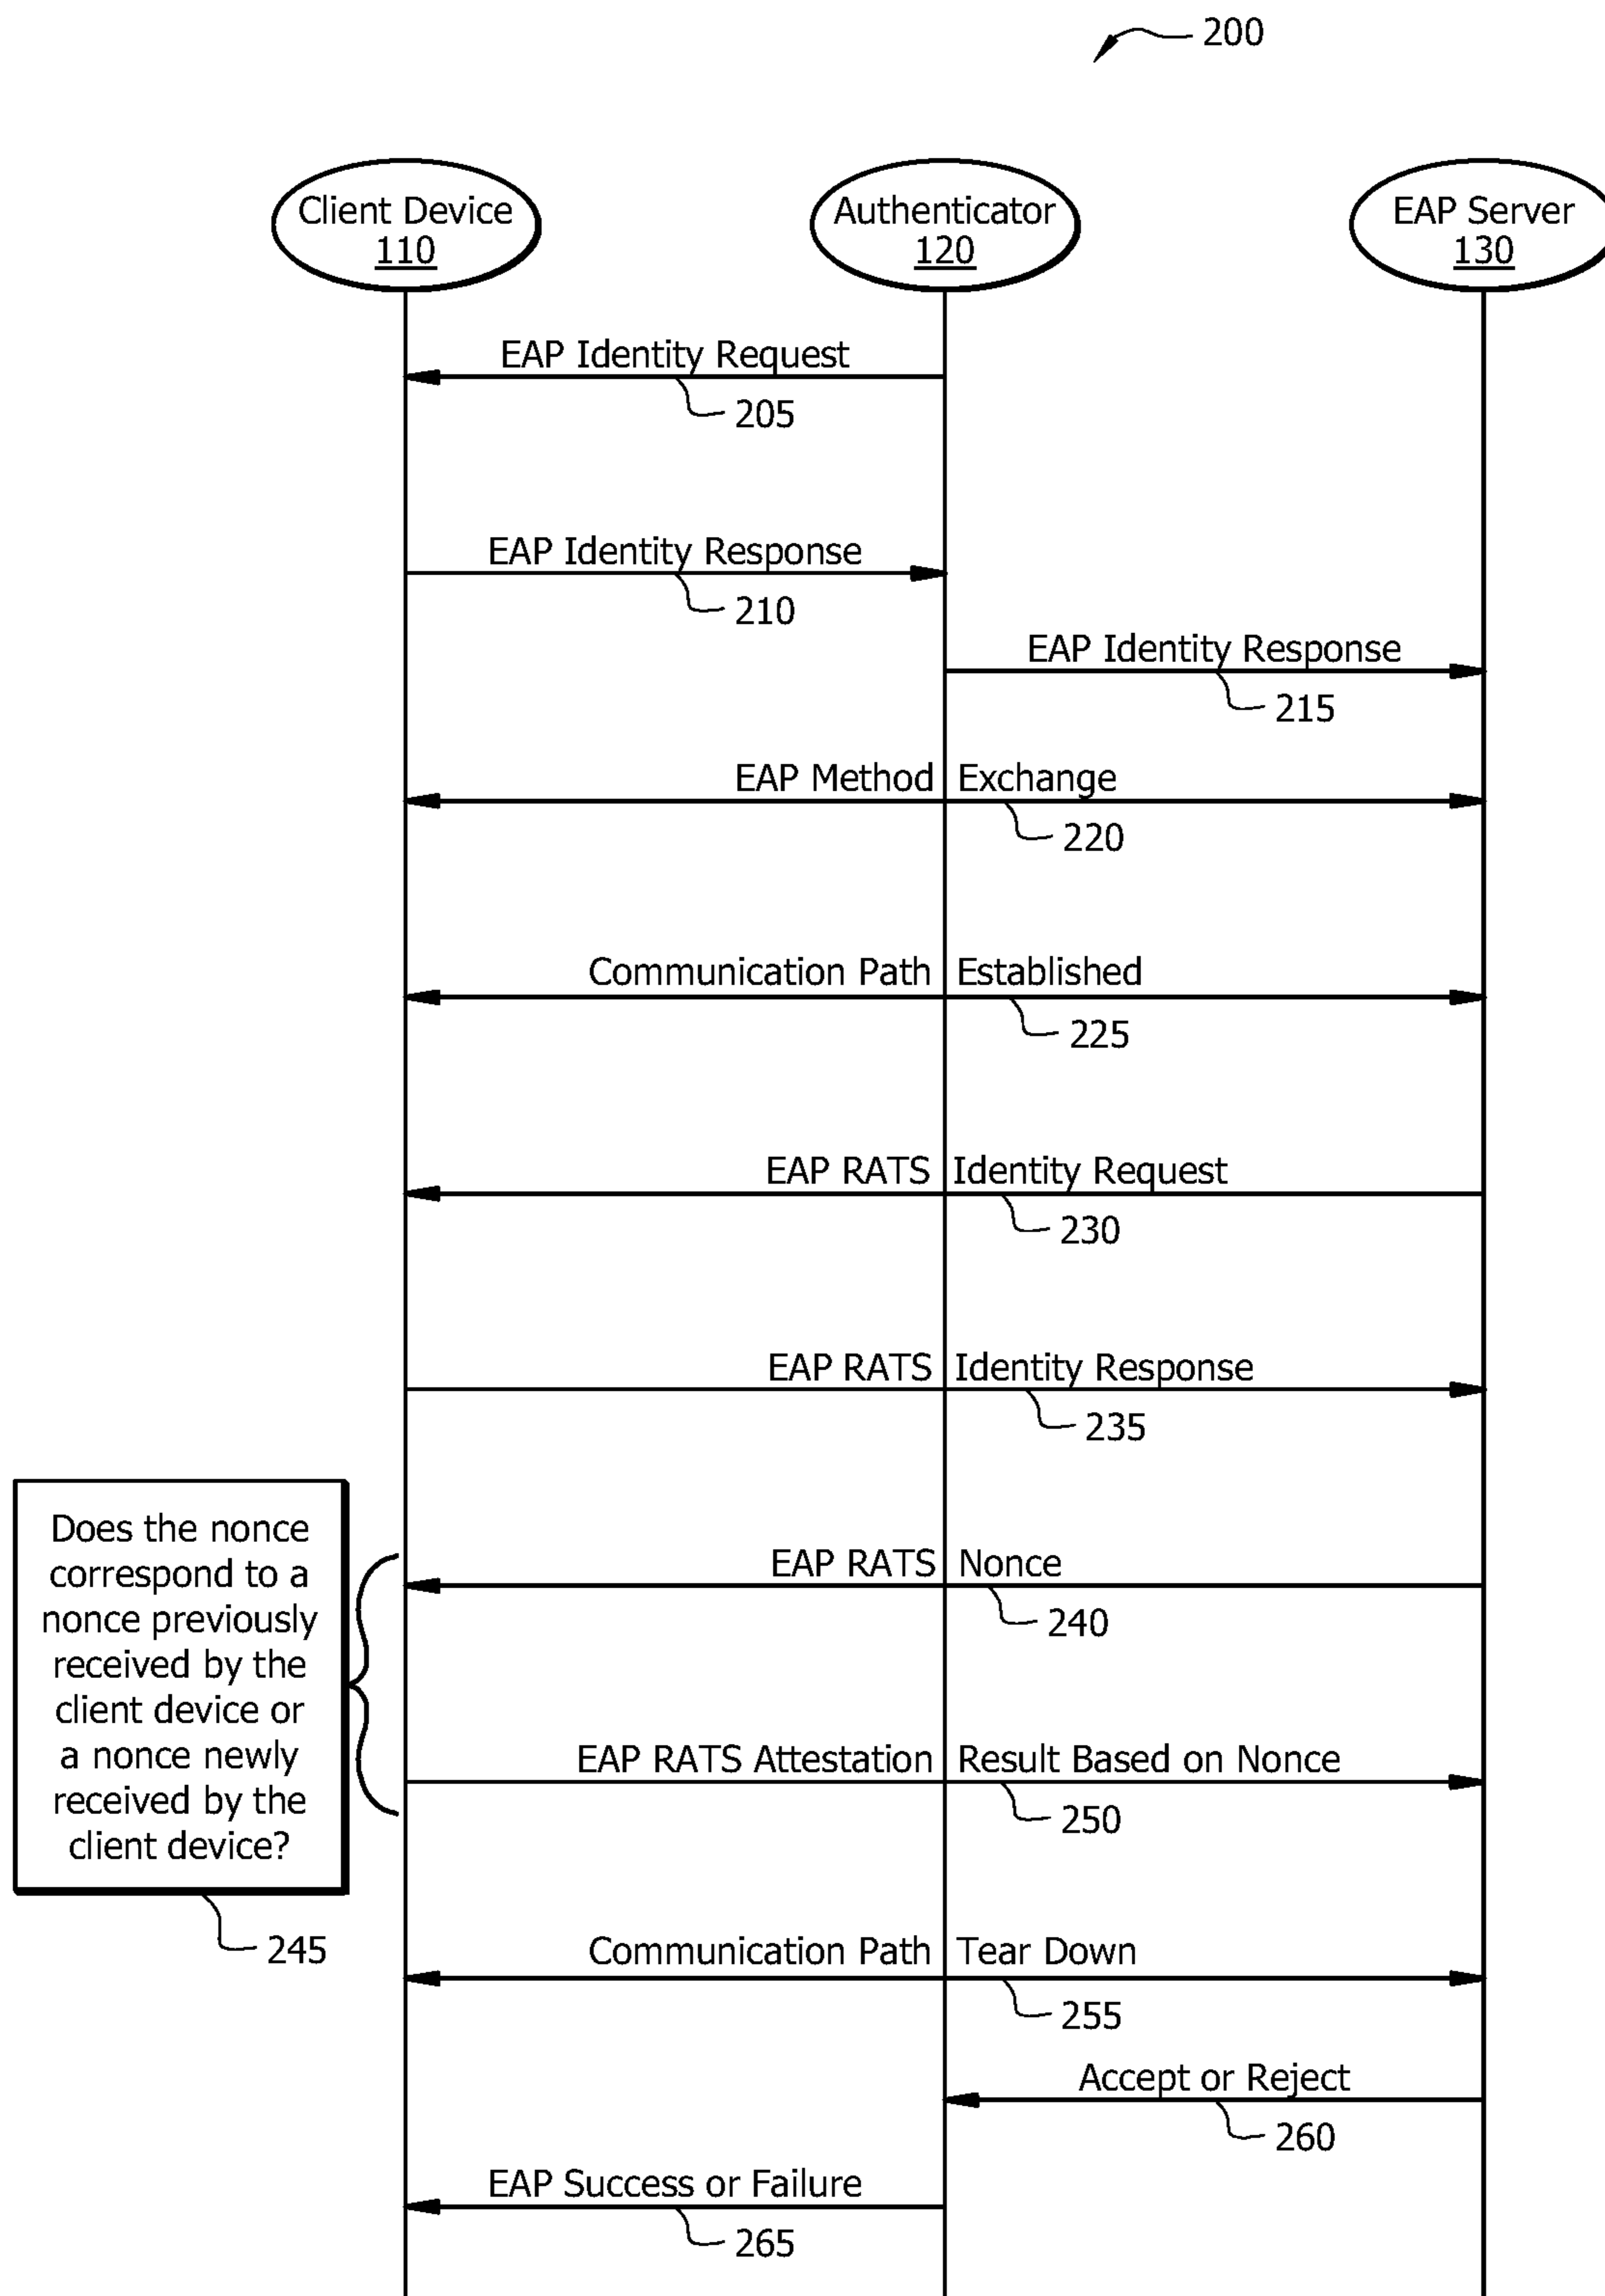 200
Client Device
110
Authenticator
120
EAP Server
130
EAP Identity Request
205
EAP Identity Response
210
EAP Identity Response
215
EAP Method Exchange
220
Communication Path Established
225
EAP RATS Identity Request
230
EAP RATS Identity Response
235
Does the nonce
correspond to a
nonce previously
received by the
client device or
a nonce newly
received by the
client device?
245
EAP RATS Nonce
240
EAP RATS Attestation Result Based on Nonce
250
Communication Path Tear Down
255
Accept or Reject
260
EAP Success or Failure
265